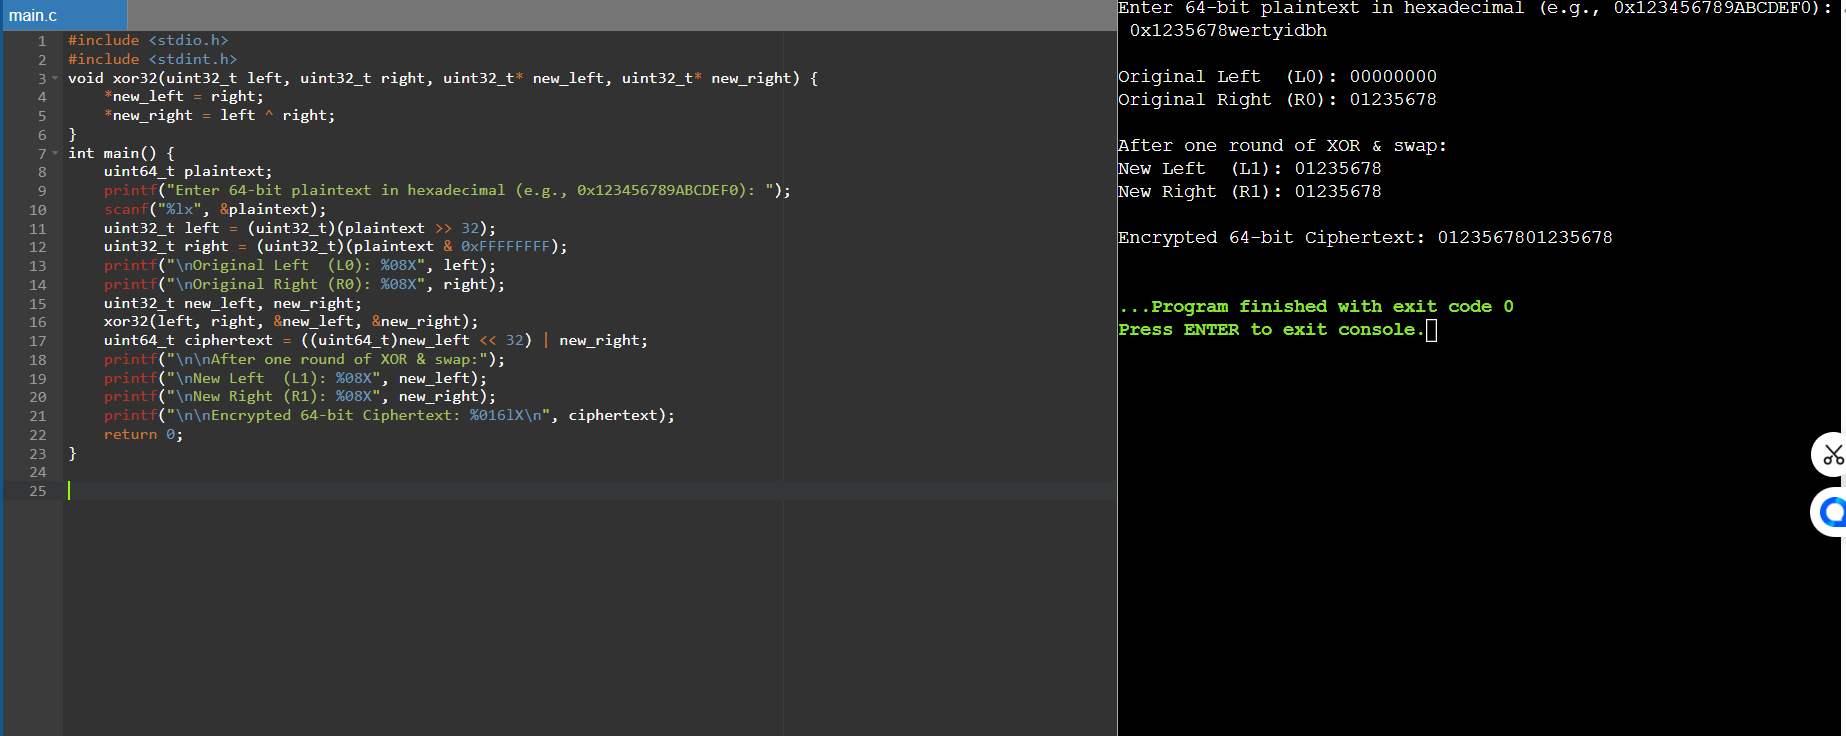 main.c
1 #include <stdio.h>
2 #include <stdint.h>
3 void xor32(uint32_t left, uint32_t right, uint32_t* new_left, uint32_t* new_right) {
4     *new_left = right;
5     *new_right = left ^ right;
6 }
7 int main() {
8     uint64_t plaintext;
9     printf("Enter 64-bit plaintext in hexadecimal (e.g., 0x123456789ABCDEF0): ");
10     scanf("%lx", &plaintext);
11     uint32_t left = (uint32_t)(plaintext >> 32);
12     uint32_t right = (uint32_t)(plaintext & 0xFFFFFFFF);
13     printf("\nOriginal Left  (L0): %08X", left);
14     printf("\nOriginal Right (R0): %08X", right);
15     uint32_t new_left, new_right;
16     xor32(left, right, &new_left, &new_right);
17     uint64_t ciphertext = ((uint64_t)new_left << 32) | new_right;
18     printf("\n\nAfter one round of XOR & swap:");
19     printf("\nNew Left  (L1): %08X", new_left);
20     printf("\nNew Right (R1): %08X", new_right);
21     printf("\n\nEncrypted 64-bit Ciphertext: %016lX\n", ciphertext);
22     return 0;
23 }
24
25
Enter 64-bit plaintext in hexadecimal (e.g., 0x123456789ABCDEF0):
0x1235678wertyidbh
Original Left  (L0): 00000000
Original Right (R0): 01235678
After one round of XOR & swap:
New Left  (L1): 01235678
New Right (R1): 01235678
Encrypted 64-bit Ciphertext: 0123567801235678
...Program finished with exit code 0
Press ENTER to exit console.